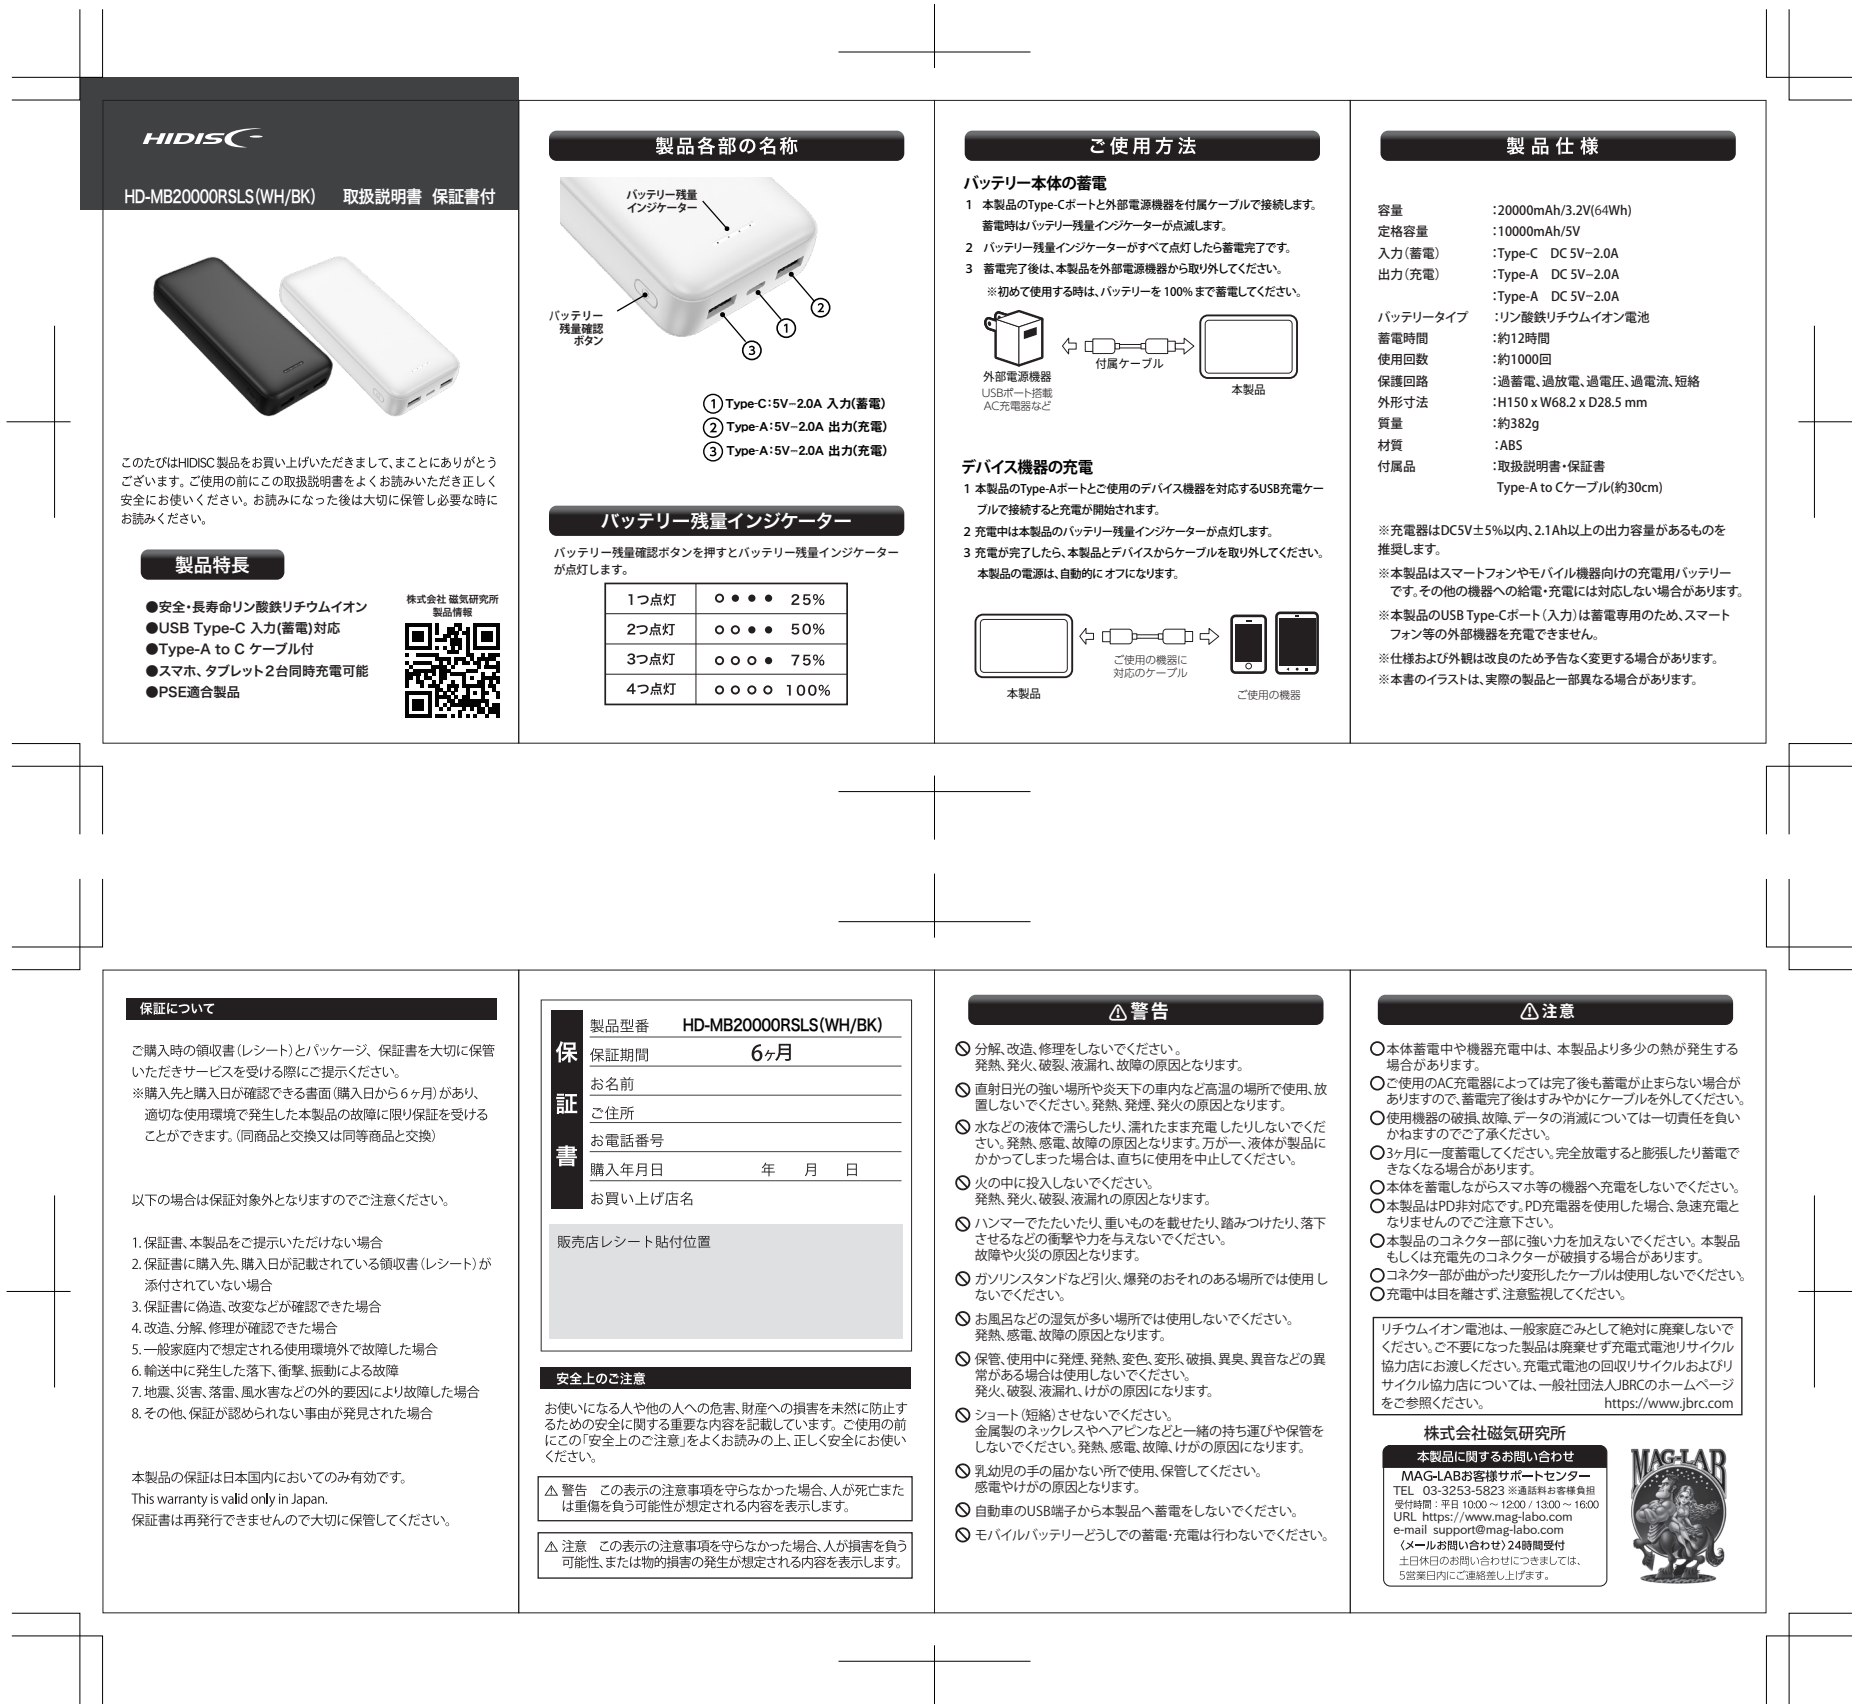 HIDISC
HD-MB20000RSLS(WH/BK) 取扱説明書 保証書付
このたびはHIDISC 製品をお買い上げいただきまして、まことにありがとう
ございます。ご使用の前にこの取扱説明書をよくお読みいただき正しく
安全にお使いください。お読みになった後は大切に保管し必要な時に
お読みください。
製品特長
●安全・長寿命リン酸鉄リチウムイオン
●USB Type-C 入力(蓄電)対応
●Type-A to C ケーブル付
●スマホ、タブレット2台同時充電可能
●PSE適合製品
株式会社 磁気研究所
製品情報
製品各部の名称
バッテリー残量
インジケーター
バッテリー
残量確認
ボタン
②
①
③
①Type-C:5V−2.0A 入力(蓄電)
②Type-A:5V−2.0A 出力(充電)
③Type-A:5V−2.0A 出力(充電)
バッテリー残量インジケーター
バッテリー残量確認ボタンを押すとバッテリー残量インジケーター
が点灯します。
1つ点灯 ○●●● 25%
2つ点灯 ○○●● 50%
3つ点灯 ○○○● 75%
4つ点灯 ○○○○ 100%
ご使用方法
バッテリー本体の蓄電
1 本製品のType-Cポートと外部電源機器を付属ケーブルで接続します。
蓄電時はバッテリー残量インジケーターが点滅します。
2 バッテリー残量インジケーターがすべて点灯したら蓄電完了です。
3 蓄電完了後は、本製品を外部電源機器から取り外してください。
※初めて使用する時は、バッテリーを100%まで蓄電してください。
外部電源機器
USBポート搭載
AC充電器など
付属ケーブル
本製品
デバイス機器の充電
1 本製品のType-Aポートとご使用のデバイス機器を対応するUSB充電ケー
ブルで接続すると充電が開始されます。
2 充電中は本製品のバッテリー残量インジケーターが点灯します。
3 充電が完了したら、本製品とデバイスからケーブルを取り外してください。
本製品の電源は、自動的にオフになります。
本製品
ご使用の機器に
対応のケーブル
ご使用の機器
製品仕様
容量 :20000mAh/3.2V(64Wh)
定格容量 :10000mAh/5V
入力(蓄電) :Type-C DC 5V−2.0A
出力(充電) :Type-A DC 5V−2.0A
:Type-A DC 5V−2.0A
バッテリータイプ :リン酸鉄リチウムイオン電池
蓄電時間 :約12時間
使用回数 :約1000回
保護回路 :過蓄電、過放電、過電圧、過電流、短絡
外形寸法 :H150 x W68.2 x D28.5 mm
質量 :約382g
材質 :ABS
付属品 :取扱説明書・保証書
Type-A to Cケーブル(約30cm)
※充電器はDC5V±5%以内、2.1Ah以上の出力容量があるものを
推奨します。
※本製品はスマートフォンやモバイル機器向けの充電用バッテリー
です。その他の機器への給電・充電には対応しない場合があります。
※本製品のUSB Type-Cポート(入力)は蓄電専用のため、スマート
フォン等の外部機器を充電できません。
※仕様および外観は改良のため予告なく変更する場合があります。
※本書のイラストは、実際の製品と一部異なる場合があります。
保証について
ご購入時の領収書(レシート)とパッケージ、保証書を大切に保管
いただきサービスを受ける際にご提示ください。
※購入先と購入日が確認できる書面(購入日から6ヶ月)があり、
適切な使用環境で発生した本製品の故障に限り保証を受ける
ことができます。(同商品と交換又は同等商品と交換)
以下の場合は保証対象外となりますのでご注意ください。
1.保証書、本製品をご提示いただけない場合
2.保証書に購入先、購入日が記載されている領収書(レシート)が
添付されていない場合
3.保証書に偽造、改変などが確認できた場合
4.改造、分解、修理が確認できた場合
5.一般家庭内で想定される使用環境外で故障した場合
6.輸送中に発生した落下、衝撃、振動による故障
7.地震、災害、落雷、風水害などの外的要因により故障した場合
8.その他、保証が認められない事由が発見された場合
本製品の保証は日本国内においてのみ有効です。
This warranty is valid only in Japan.
保証書は再発行できませんので大切に保管してください。
保証書
製品型番 HD-MB20000RSLS(WH/BK)
保証期間 6ヶ月
お名前
ご住所
お電話番号
購入年月日 年 月 日
お買い上げ店名
販売店レシート貼付位置
安全上のご注意
お使いになる人や他の人への危害、財産への損害を未然に防止す
るための安全に関する重要な内容を記載しています。ご使用の前
にこの「安全上のご注意」をよくお読みの上、正しく安全にお使い
ください。
⚠警告 この表示の注意事項を守らなかった場合、人が死亡また
は重傷を負う可能性が想定される内容を表示します。
⚠注意 この表示の注意事項を守らなかった場合、人が損害を負う
可能性、または物的損害の発生が想定される内容を表示します。
⚠警告
分解、改造、修理をしないでください。
発熱、発火、破裂、液漏れ、故障の原因となります。
直射日光の強い場所や炎天下の車内など高温の場所で使用、放
置しないでください。発熱、発煙、発火の原因となります。
水などの液体で濡らしたり、濡れたまま充電したりしないでくだ
さい。発熱、感電、故障の原因となります。万が一、液体が製品に
かかってしまった場合は、直ちに使用を中止してください。
火の中に投入しないでください。
発熱、発火、破裂、液漏れの原因となります。
ハンマーでたたいたり、重いものを載せたり、踏みつけたり、落下
させるなどの衝撃や力を与えないでください。
故障や火災の原因となります。
ガソリンスタンドなど引火、爆発のおそれのある場所では使用し
ないでください。
お風呂などの湿気が多い場所では使用しないでください。
発熱、感電、故障の原因となります。
保管、使用中に発煙、発熱、変色、変形、破損、異臭、異音などの異
常がある場合は使用しないでください。
発火、破裂、液漏れ、けがの原因になります。
ショート(短絡)させないでください。
金属製のネックレスやヘアピンなどと一緒の持ち運びや保管を
しないでください。発熱、感電、故障、けがの原因になります。
乳幼児の手の届かない所で使用、保管してください。
感電やけがの原因となります。
自動車のUSB端子から本製品へ蓄電をしないでください。
モバイルバッテリーどうしでの蓄電・充電は行わないでください。
⚠注意
○本体蓄電中や機器充電中は、本製品より多少の熱が発生する
場合があります。
○ご使用のAC充電器によっては完了後も蓄電が止まらない場合が
ありますので、蓄電完了後はすみやかにケーブルを外してください。
○使用機器の破損、故障、データの消滅については一切責任を負い
かねますのでご了承ください。
○3ヶ月に一度蓄電してください。完全放電すると膨張したり蓄電で
きなくなる場合があります。
○本体を蓄電しながらスマホ等の機器へ充電をしないでください。
○本製品はPD非対応です。PD充電器を使用した場合、急速充電と
なりませんのでご注意下さい。
○本製品のコネクター部に強い力を加えないでください。本製品
もしくは充電先のコネクターが破損する場合があります。
○コネクター部が曲がったり変形したケーブルは使用しないでください。
○充電中は目を離さず、注意監視してください。
リチウムイオン電池は、一般家庭ごみとして絶対に廃棄しないで
ください。ご不要になった製品は廃棄せず充電式電池リサイクル
協力店にお渡しください。充電式電池の回収リサイクルおよびリ
サイクル協力店については、一般社団法人JBRCのホームページ
をご参照ください。 https://www.jbrc.com
株式会社磁気研究所
本製品に関するお問い合わせ
MAG-LABお客様サポートセンター
TEL 03-3253-5823 ※通話料お客様負担
受付時間:平日 10:00 〜 12:00 / 13:00 〜 16:00
URL https://www.mag-labo.com
e-mail support@mag-labo.com
〈メールお問い合わせ〉24時間受付
土日休日のお問い合わせにつきましては、
5営業日内にご連絡差し上げます。
MAG-LAB